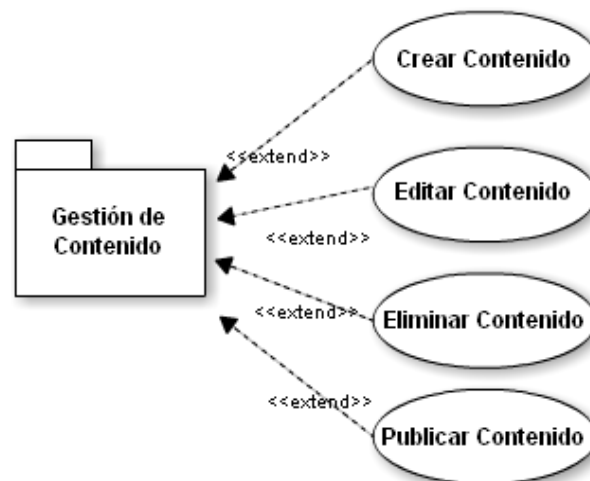 Crear Contenido
<<extend>>
Gestión de
Contenido
Editar Contenido
<<extend>>
Eliminar Contenido
<<extend>>
Publicar Contenido
<<extend>>